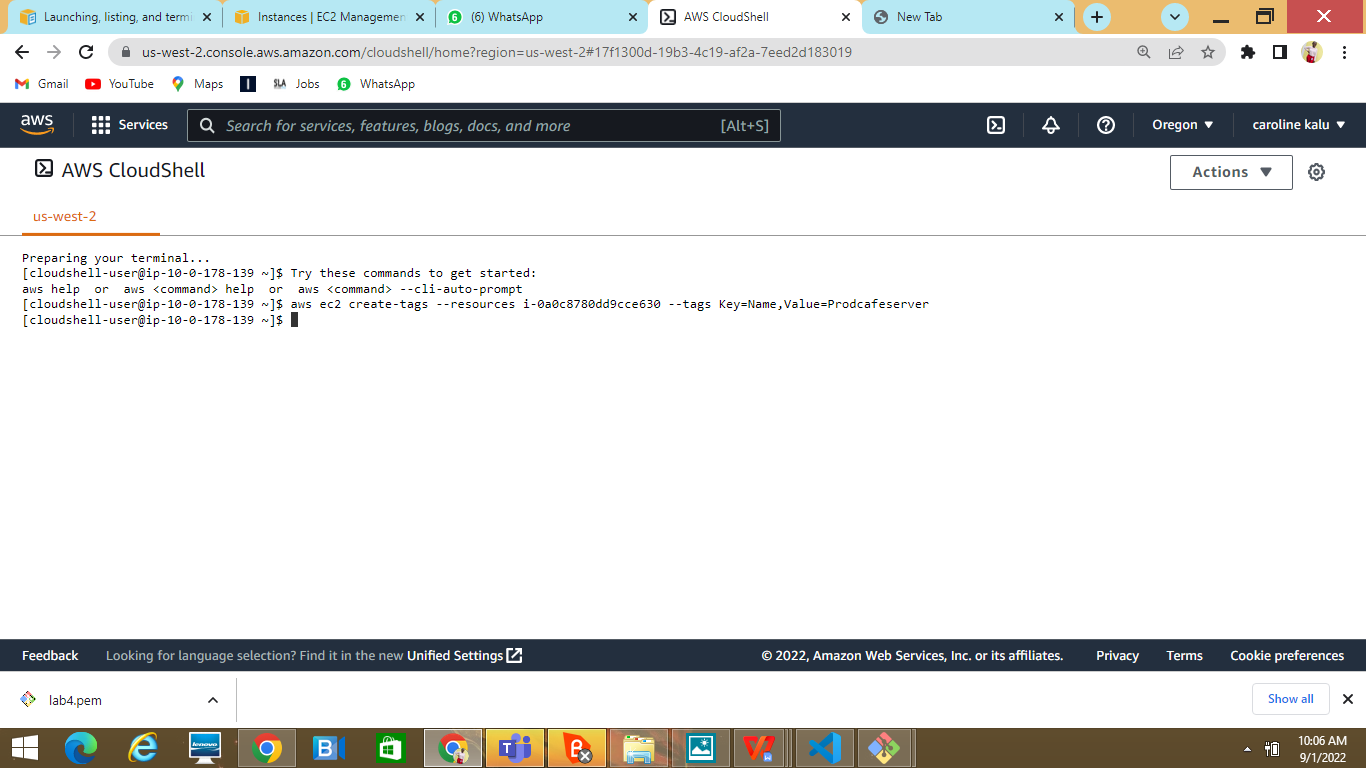 Launching, listing, and termi
Instances | EC2 Managemen
(6) WhatsApp
AWS CloudShell
New Tab
us-west-2.console.aws.amazon.com/cloudshell/home?region=us-west-2#17f1300d-19b3-4c19-af2a-7eed2d183019
Gmail YouTube Maps SLA Jobs WhatsApp
aws Services Search for services, features, blogs, docs, and more [Alt+S] Oregon caroline kalu
AWS CloudShell
Actions
us-west-2
Preparing your terminal...
[cloudshell-user@ip-10-0-178-139 ~]$ Try these commands to get started:
aws help  or  aws <command> help  or  aws <command> --cli-auto-prompt
[cloudshell-user@ip-10-0-178-139 ~]$ aws ec2 create-tags --resources i-0a0c8780dd9cce630 --tags Key=Name,Value=Prodcafeserver
[cloudshell-user@ip-10-0-178-139 ~]$
Feedback Looking for language selection? Find it in the new Unified Settings © 2022, Amazon Web Services, Inc. or its affiliates. Privacy Terms Cookie preferences
lab4.pem
Show all
10:06 AM
9/1/2022